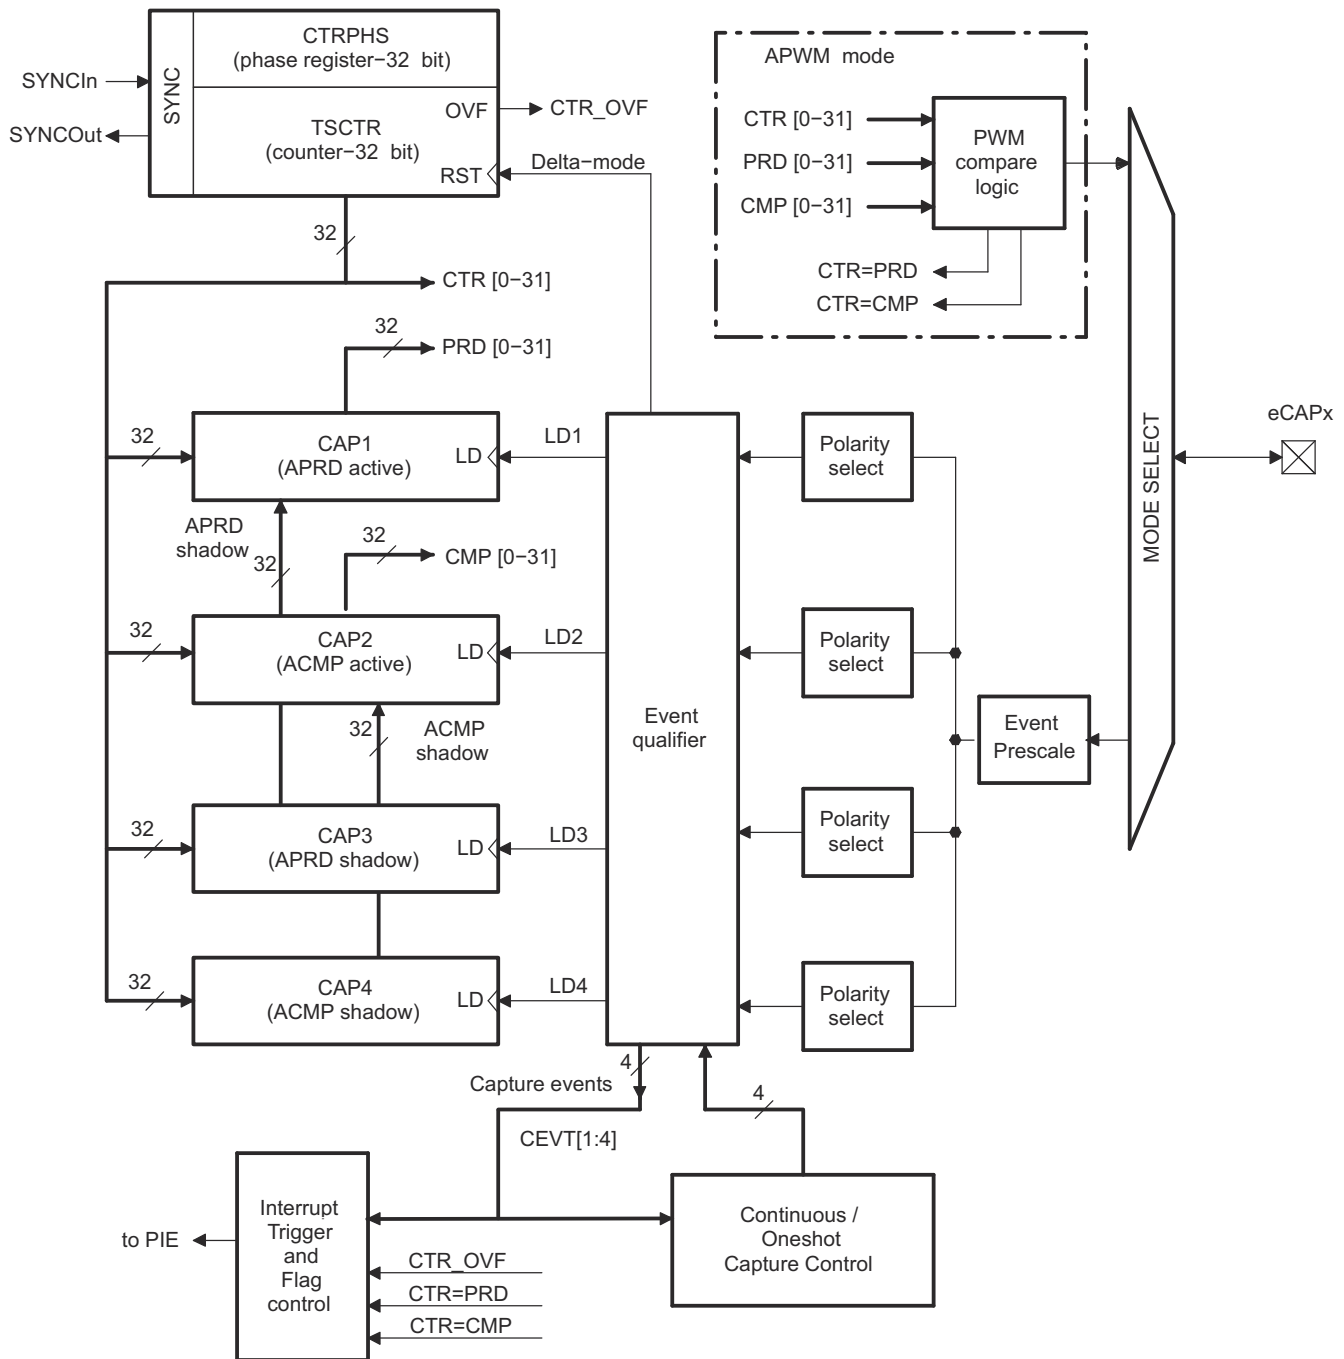 CTRPHS
(phase register−32 bit)
SYNC
SYNCIn
SYNCOut
OVF
CTR_OVF
TSCTR
(counter−32 bit)
RST
Delta−mode
32
CTR [0−31]
32
PRD [0−31]
APWM mode
CTR [0−31]
PRD [0−31]
CMP [0−31]
PWM
compare
logic
CTR=PRD
CTR=CMP
32
CAP1
(APRD active)
LD
LD1
Polarity
select
MODE SELECT
eCAPx
APRD
shadow
32
32
CMP [0−31]
32
CAP2
(ACMP active)
LD
LD2
Polarity
select
32
ACMP
shadow
Event
qualifier
Event
Prescale
32
CAP3
(APRD shadow)
LD
LD3
Polarity
select
32
CAP4
(ACMP shadow)
LD
LD4
Polarity
select
4
Capture events
4
CEVT[1:4]
Interrupt
Trigger
and
Flag
control
to PIE
CTR_OVF
CTR=PRD
CTR=CMP
Continuous /
Oneshot
Capture Control